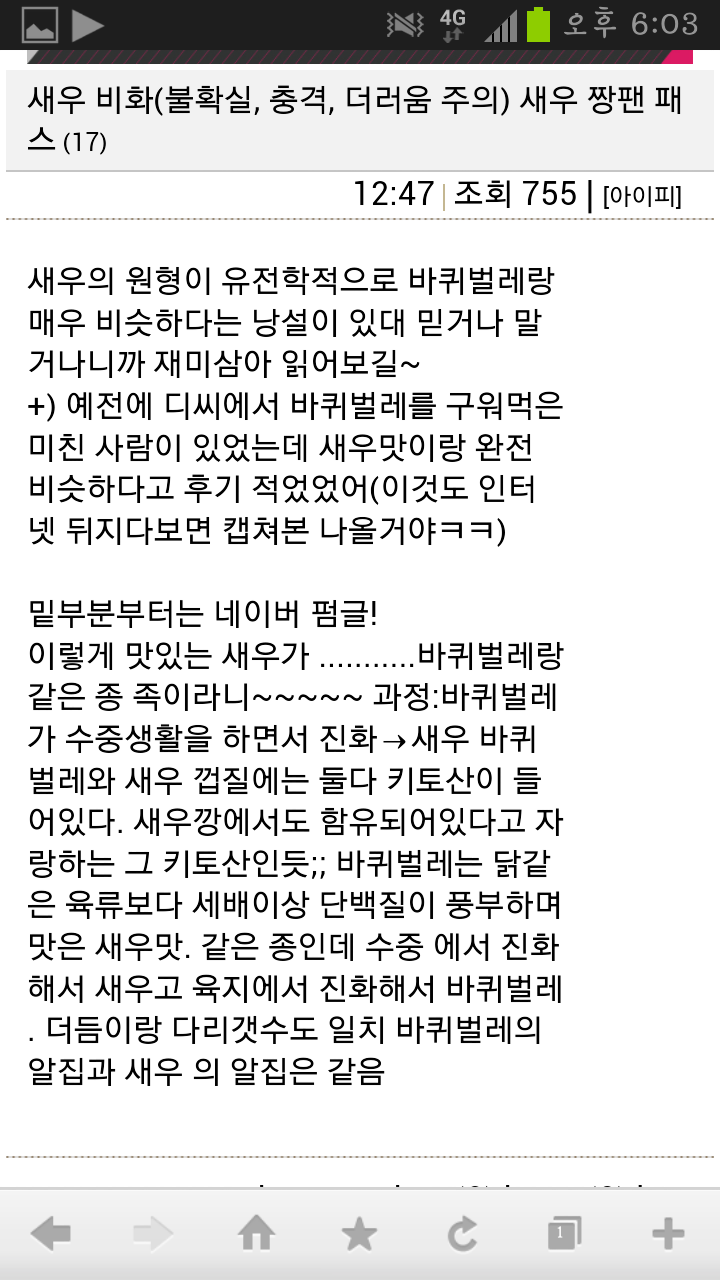 4G 오후 6:03
새우 비화(불확실, 충격, 더러움 주의) 새우 짱팬 패
스 (17)
12:47 | 조회 755 | [아이피]
새우의 원형이 유전학적으로 바퀴벌레랑
매우 비슷하다는 낭설이 있대 믿거나 말
거나니까 재미삼아 읽어보길~
+) 예전에 디씨에서 바퀴벌레를 구워먹은
미친 사람이 있었는데 새우맛이랑 완전
비슷하다고 후기 적었었어(이것도 인터
넷 뒤지다보면 캡쳐본 나올거야ㅋㅋ)
밑부분부터는 네이버 펌글!
이렇게 맛있는 새우가 ...........바퀴벌레랑
같은 종 족이라니~~~~~ 과정:바퀴벌레
가 수중생활을 하면서 진화→새우 바퀴
벌레와 새우 껍질에는 둘다 키토산이 들
어있다. 새우깡에서도 함유되어있다고 자
랑하는 그 키토산인듯;; 바퀴벌레는 닭같
은 육류보다 세배이상 단백질이 풍부하며
맛은 새우맛. 같은 종인데 수중 에서 진화
해서 새우고 육지에서 진화해서 바퀴벌레
. 더듬이랑 다리갯수도 일치 바퀴벌레의
알집과 새우 의 알집은 같음
1